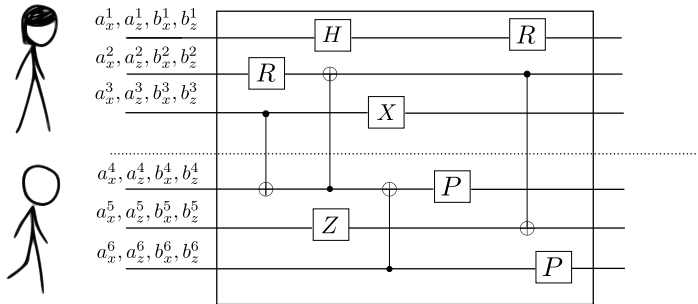 a_x^1, a_z^1, b_x^1, b_z^1
H R
a_x^2, a_z^2, b_x^2, b_z^2
R
a_x^3, a_z^3, b_x^3, b_z^3
X
a_x^4, a_z^4, b_x^4, b_z^4
P
a_x^5, a_z^5, b_x^5, b_z^5
Z
a_x^6, a_z^6, b_x^6, b_z^6
P